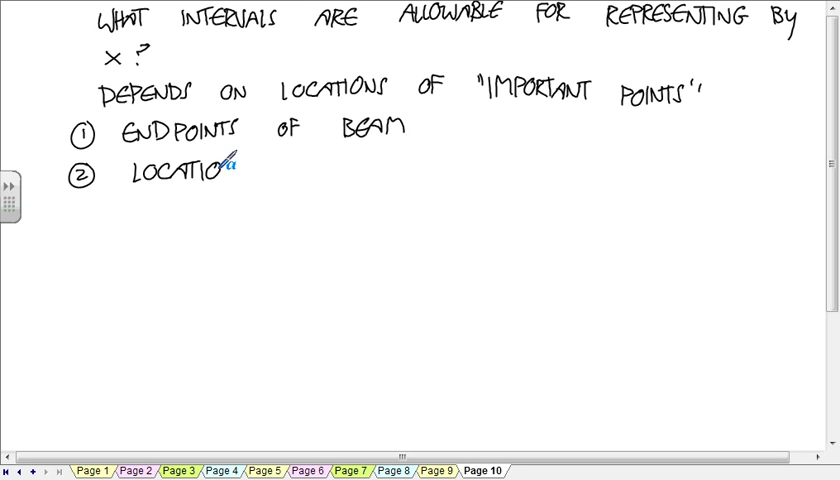 WHAT INTERVALS ARE ALLOWABLE FOR REPRESENTING BY
X ?
DEPENDS ON LOCATIONS OF "IMPORTANT POINTS"
① ENDPOINTS OF BEAM
② LOCATIO
Page 1 Page 2 Page 3 Page 4 Page 5 Page 6 Page 7 Page 8 Page 9 Page 10